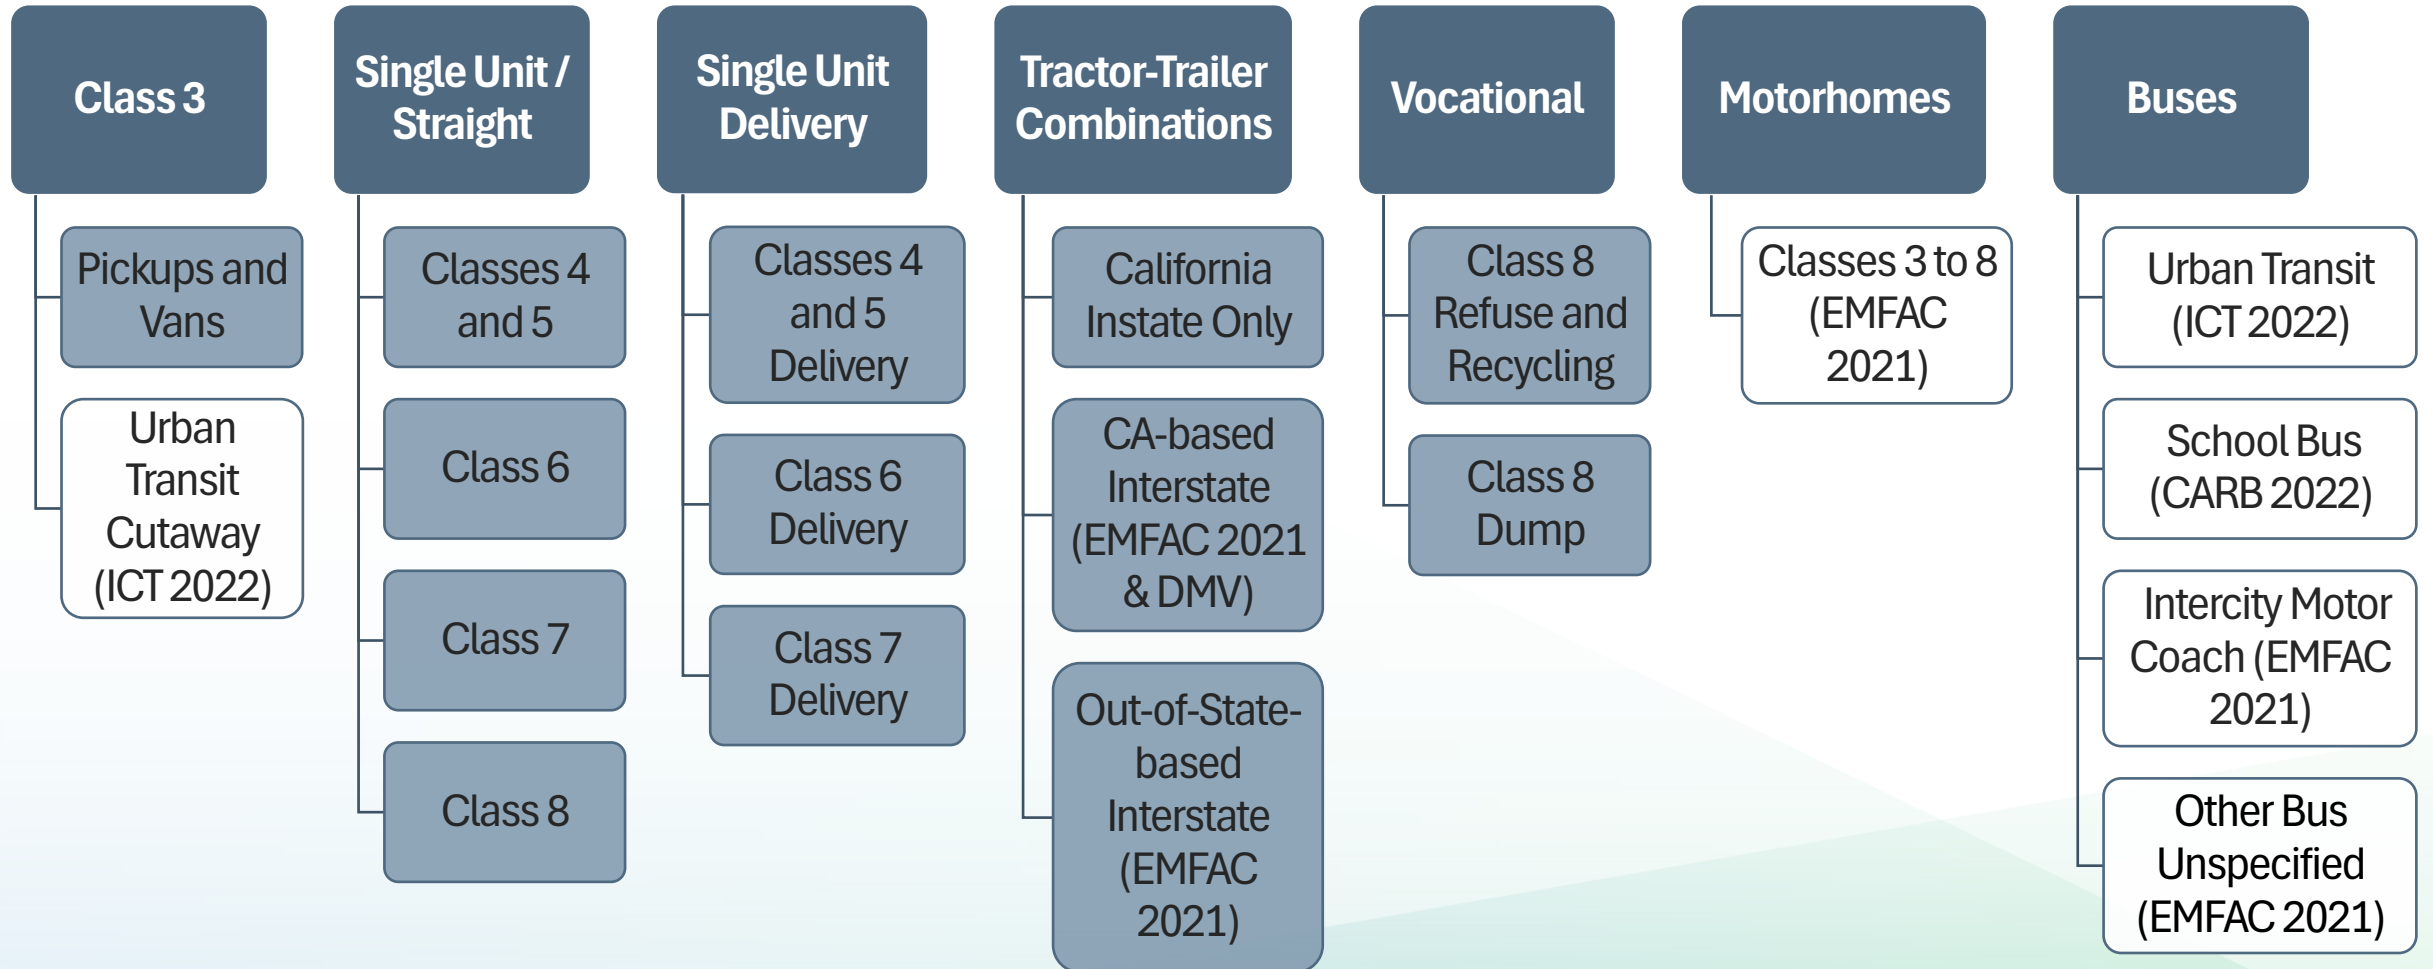 Class 3
Pickups and
Vans
Urban
Transit
Cutaway
(ICT 2022)
Single Unit /
Straight
Classes 4
and 5
Class 6
Class 7
Class 8
Single Unit
Delivery
Classes 4
and 5
Delivery
Class 6
Delivery
Class 7
Delivery
Tractor-Trailer
Combinations
California
Instate Only
CA-based
Interstate
(EMFAC 2021
& DMV)
Out-of-State-
based
Interstate
(EMFAC
2021)
Vocational
Class 8
Refuse and
Recycling
Class 8
Dump
Motorhomes
Classes 3 to 8
(EMFAC
2021)
Buses
Urban Transit
(ICT 2022)
School Bus
(CARB 2022)
Intercity Motor
Coach (EMFAC
2021)
Other Bus
Unspecified
(EMFAC 2021)